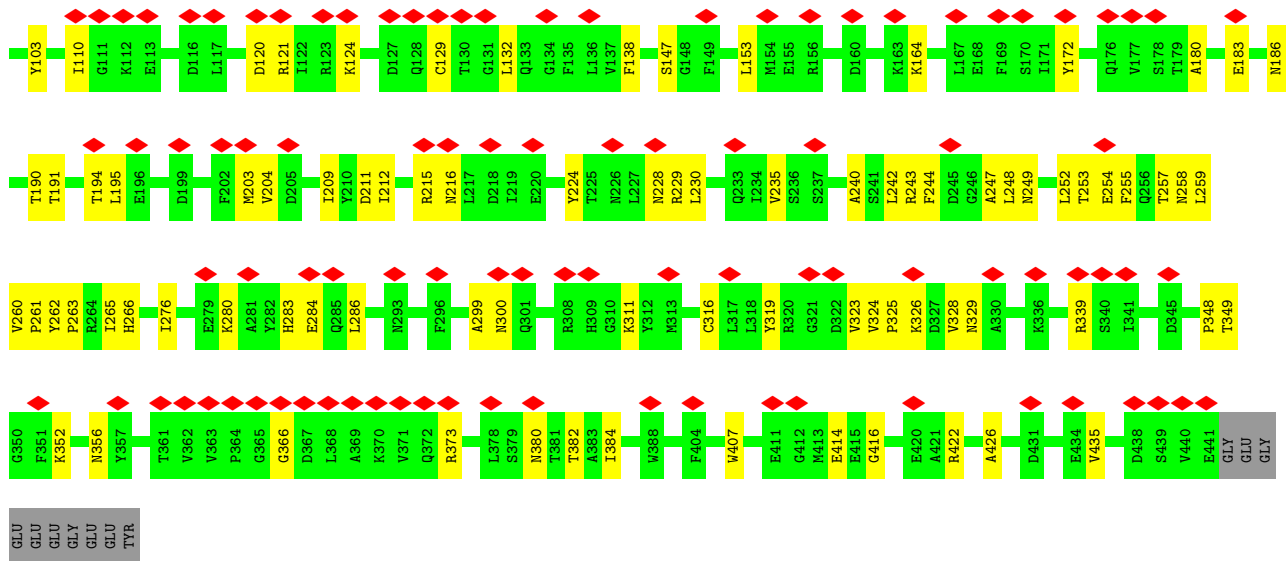 Y103 I110 G111 K112 E113 D116 L117 D120 R121 I122 R123 K124 D127 Q128 C129 T130 G131 L132 Q133 G134 F135 L136 V137 F138 S147 G148 F149 L153 M154 E155 R156 D160 K163 K164 L167 E168 F169 S170 I171 Y172 Q176 V177 S178 T179 A180 E183 N186
T190 T191 T194 L195 E196 D199 F202 M203 V204 D205 I209 Y210 D211 I212 R215 N216 L217 D218 I219 E220 Y224 T225 N226 L227 N228 R229 L230 Q233 I234 V235 S236 S237 A240 S241 L242 R243 F244 D245 G246 A247 L248 N249 L252 T253 E254 F255 Q256 T257 N258 L259
V260 P261 Y262 P263 R264 I265 H266 I276 E279 K280 A281 Y282 H283 E284 Q285 L286 N293 F296 A299 N300 Q301 R308 H309 G310 K311 Y312 M313 C316 L317 L318 Y319 R320 G321 D322 V323 V324 P325 K326 D327 V328 N329 A330 K336 R339 S340 I341 D345 P348 T349
G350 F351 K352 N356 Y357 T361 V362 V363 P364 G365 G366 D367 L368 A369 K370 V371 Q372 R373 L378 S379 N380 T381 T382 A383 I384 W388 F404 W407 E411 G412 M413 E414 E415 G416 E420 A421 R422 A426 D431 E434 V435 D438 S439 V440 E441 GLY GLU GLY
GLU GLU GLU GLY GLU GLU TYR